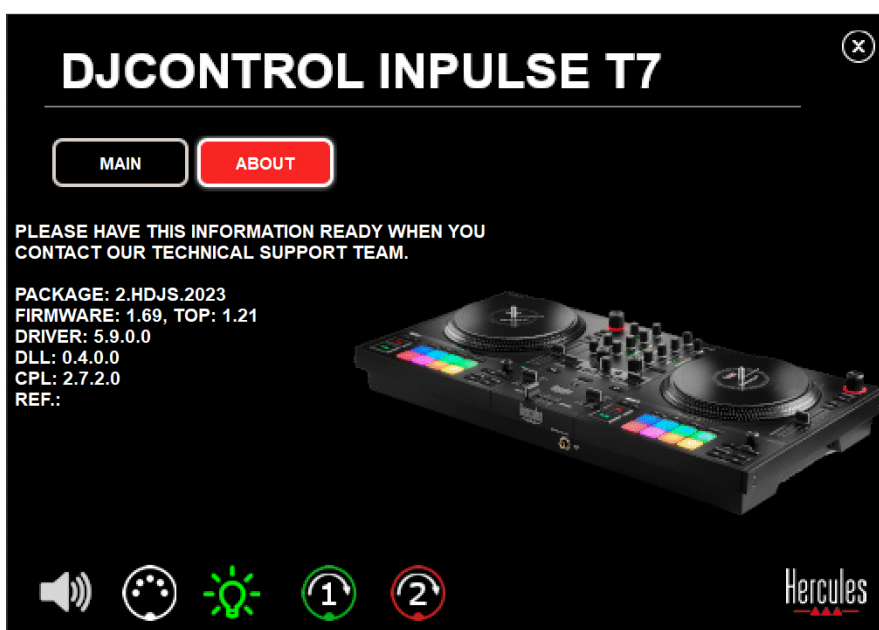 DJCONTROL INPULSE T7
MAIN
ABOUT
PLEASE HAVE THIS INFORMATION READY WHEN YOU
CONTACT OUR TECHNICAL SUPPORT TEAM.
PACKAGE: 2.HDJS.2023
FIRMWARE: 1.69, TOP: 1.21
DRIVER: 5.9.0.0
DLL: 0.4.0.0
CPL: 2.7.2.0
REF.:
1
2
Hercules